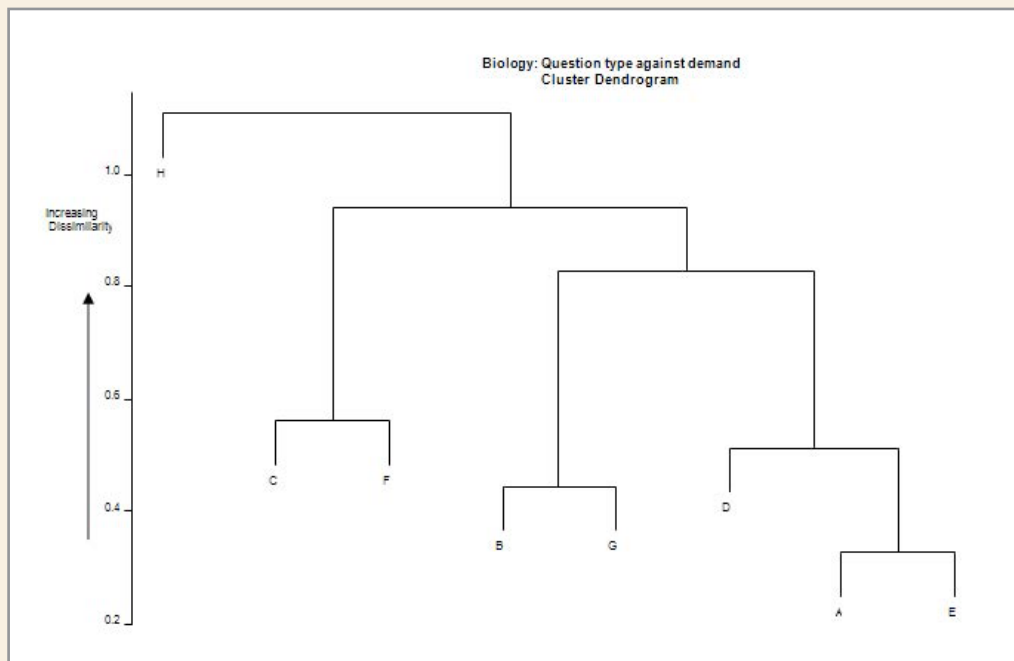 Biology: Question type against demand
Cluster Dendrogram
1.0
H
Increasing
Dissimilarity
0.8
0.6
C
F
0.4
B
G
D
A
E
0.2